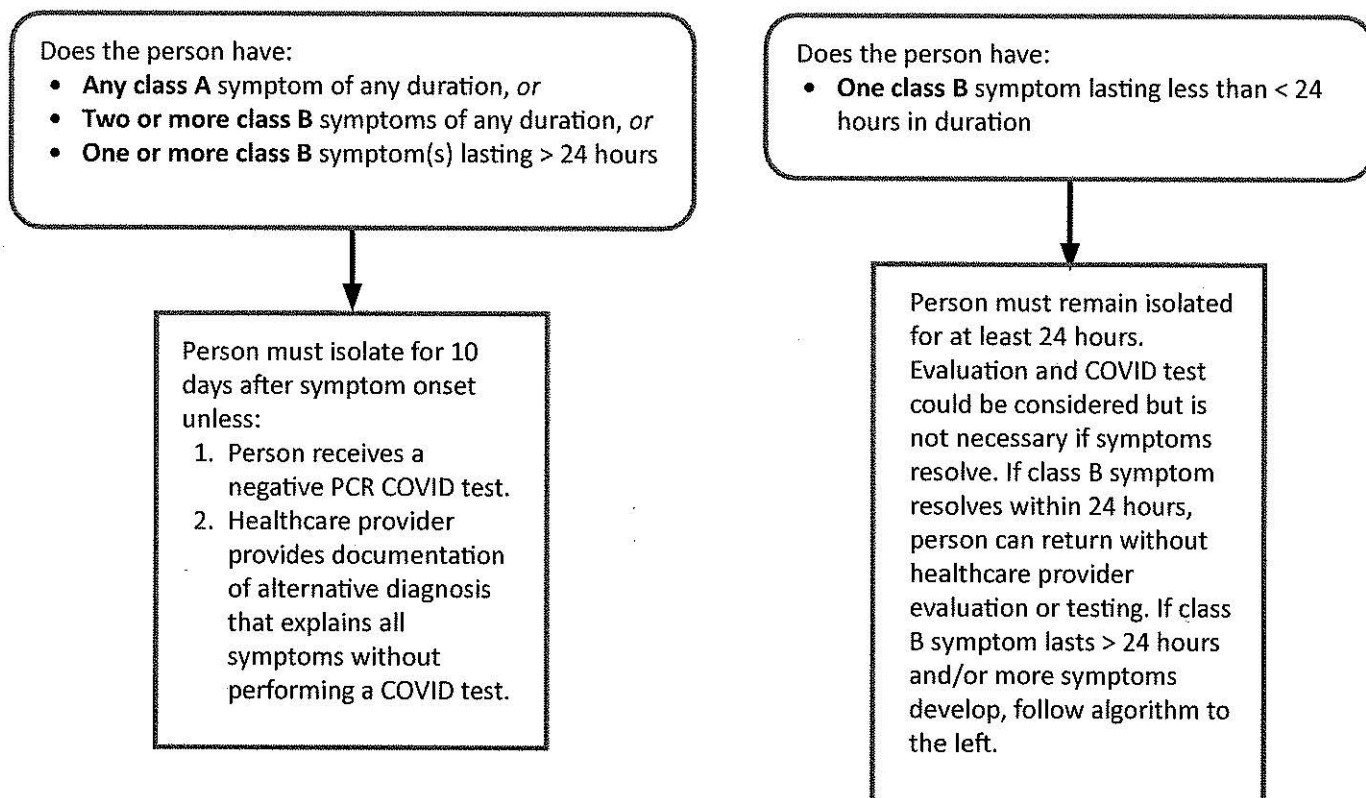 Does the person have:
• Any class A symptom of any duration, or
• Two or more class B symptoms of any duration, or
• One or more class B symptom(s) lasting > 24 hours
Person must isolate for 10
days after symptom onset
unless:
1. Person receives a
negative PCR COVID test.
2. Healthcare provider
provides documentation
of alternative diagnosis
that explains all
symptoms without
performing a COVID test.
Does the person have:
• One class B symptom lasting less than < 24
hours in duration
Person must remain isolated
for at least 24 hours.
Evaluation and COVID test
could be considered but is
not necessary if symptoms
resolve. If class B symptom
resolves within 24 hours,
person can return without
healthcare provider
evaluation or testing. If class
B symptom lasts > 24 hours
and/or more symptoms
develop, follow algorithm to
the left.